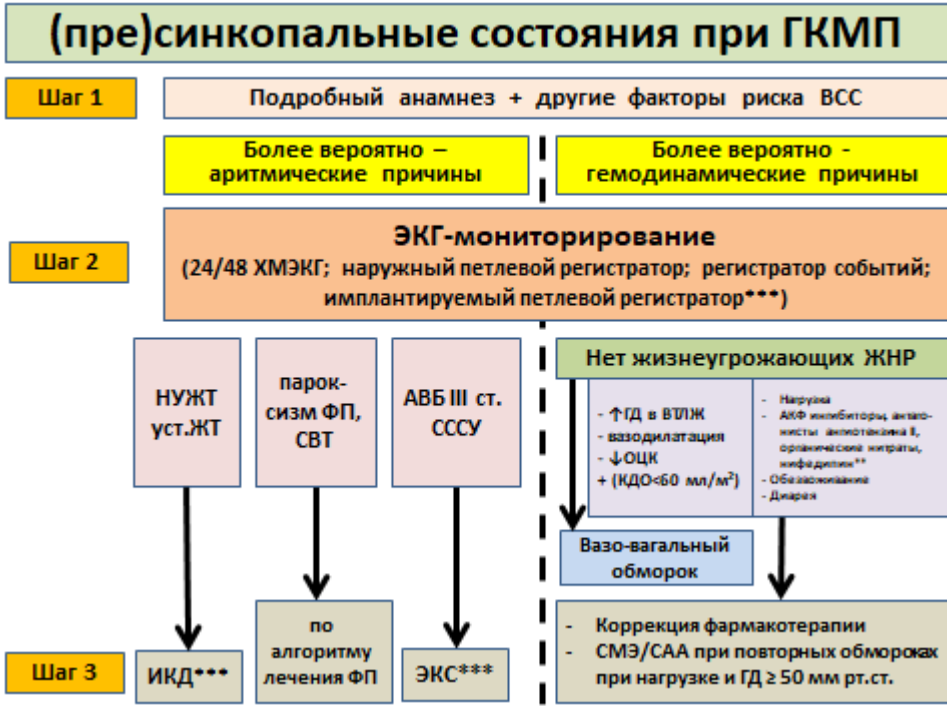 (пре)синкопальные состояния при ГКМП
Шаг 1
Подробный анамнез + другие факторы риска ВСС
Более вероятно –
аритмические причины
Более вероятно -
гемодинамические причины
Шаг 2
ЭКГ-мониторирование
(24/48 ХМЭКГ; наружный петлевой регистратор; регистратор событий;
имплантируемый петлевой регистратор***)
НУЖТ
уст.ЖТ
парок-
сизм ФП,
СВТ
АВБ III ст.
СССУ
Нет жизнеугрожающих ЖНР
- ↑ГД в ВТЛЖ
- вазодилатация
- ↓ОЦК
+ (КДО<60 мл/м²)
- Нагрузка
- АКФ ингибиторы, антаго-
нисты ангиотензина II,
органические нитраты,
нифедипин**
- Обезвоживание
- Диарея
Вазо-вагальный
обморок
Шаг 3
ИКД***
по
алгоритму
лечения ФП
ЭКС***
- Коррекция фармакотерапии
- СМЭ/САА при повторных обмороках
при нагрузке и ГД ≥ 50 мм рт.ст.